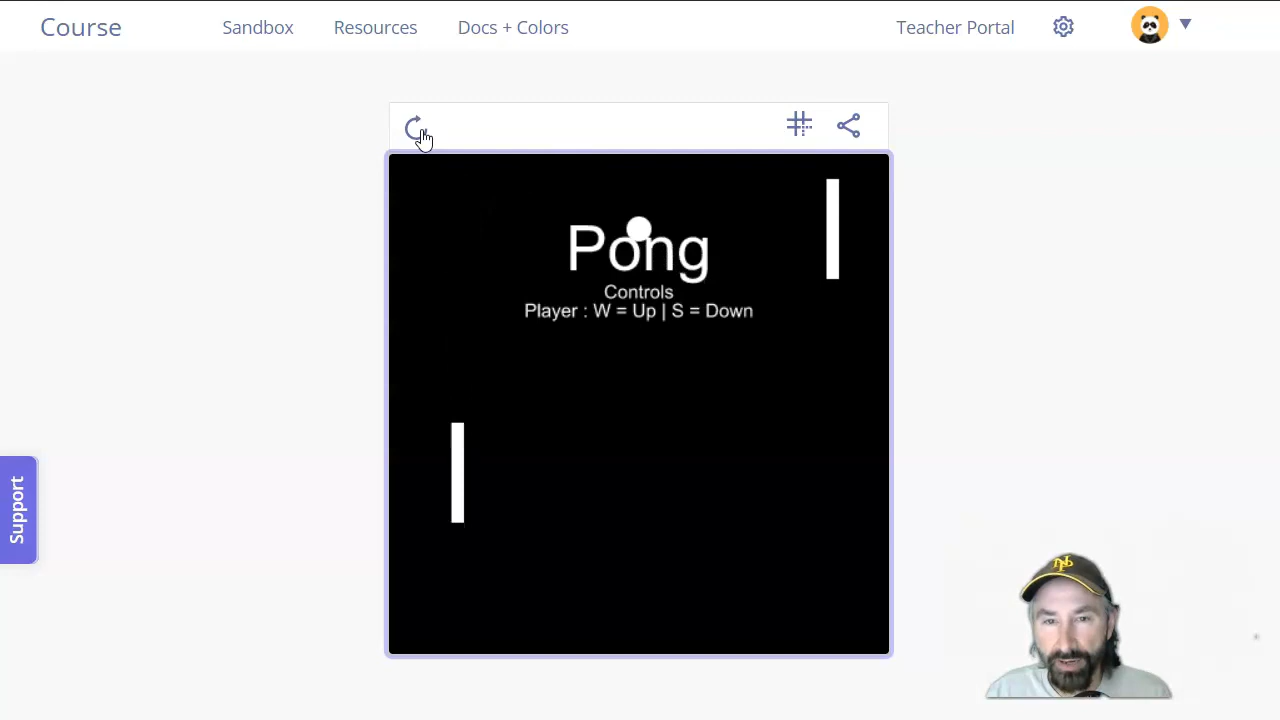 Course
Sandbox
Resources
Docs + Colors
Teacher Portal
Pong
Controls
Player : W = Up | S = Down
Support